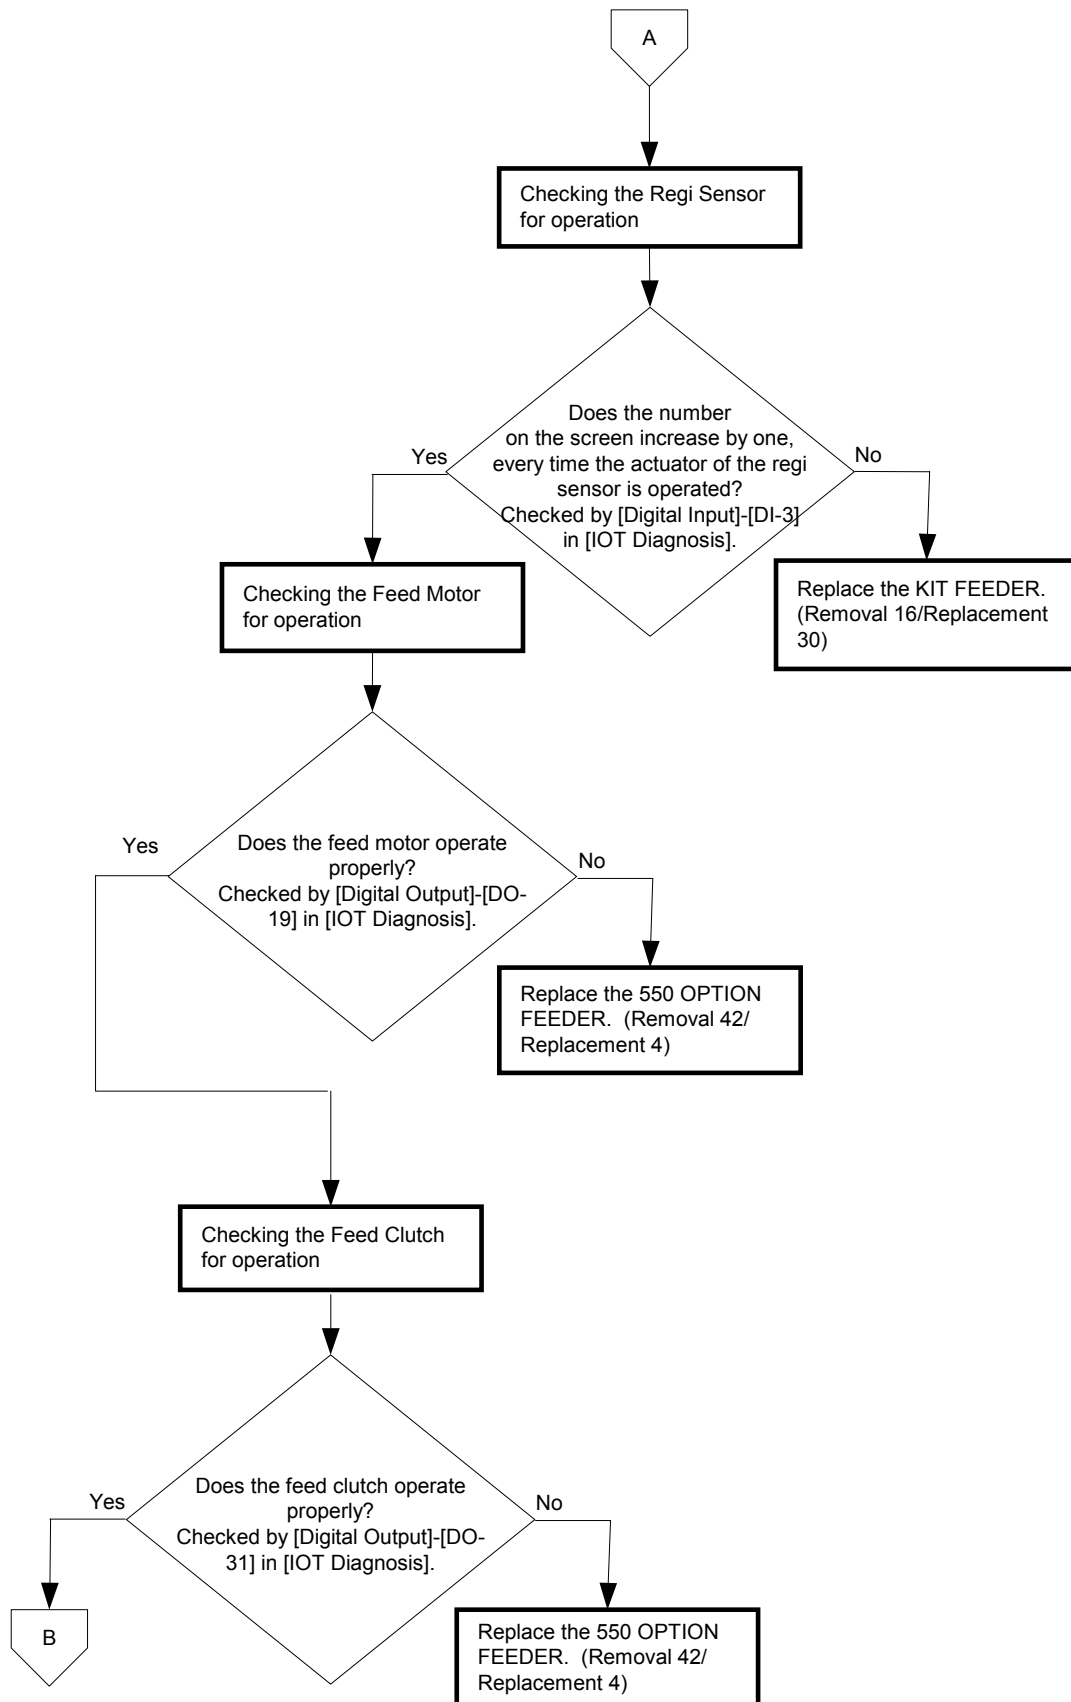 A
Checking the Regi Sensor
for operation
Does the number
on the screen increase by one,
every time the actuator of the regi
sensor is operated?
Checked by [Digital Input]-[DI-3]
in [IOT Diagnosis].
Yes
No
Checking the Feed Motor
for operation
Replace the KIT FEEDER.
(Removal 16/Replacement
30)
Does the feed motor operate
properly?
Checked by [Digital Output]-[DO-
19] in [IOT Diagnosis].
Yes
No
Replace the 550 OPTION
FEEDER.  (Removal 42/
Replacement 4)
Checking the Feed Clutch
for operation
Does the feed clutch operate
properly?
Checked by [Digital Output]-[DO-
31] in [IOT Diagnosis].
Yes
No
B
Replace the 550 OPTION
FEEDER.  (Removal 42/
Replacement 4)